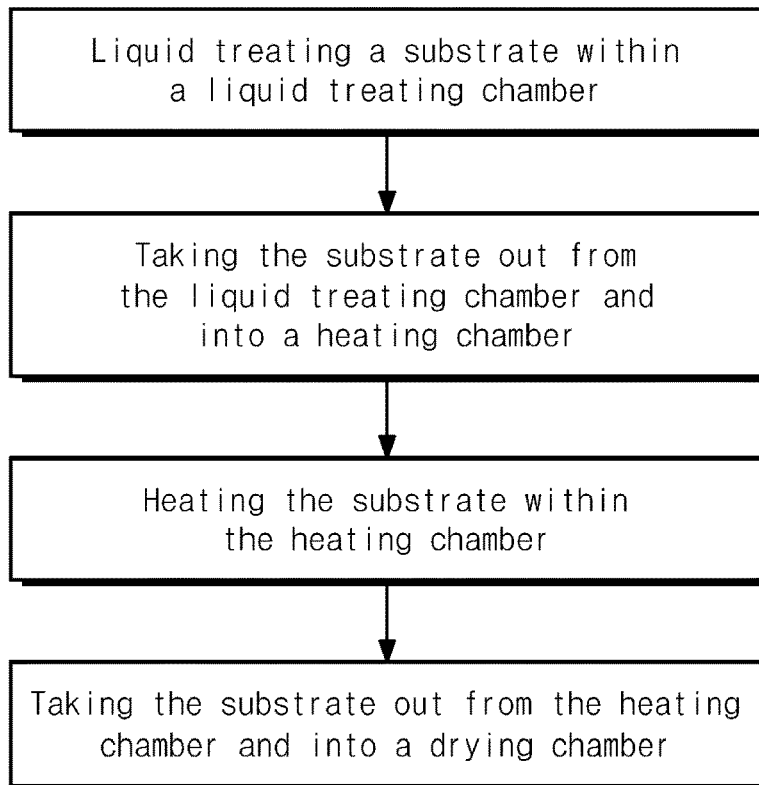 Liquid treating a substrate within
a liquid treating chamber
Taking the substrate out from
the liquid treating chamber and
into a heating chamber
Heating the substrate within
the heating chamber
Taking the substrate out from the heating
chamber and into a drying chamber